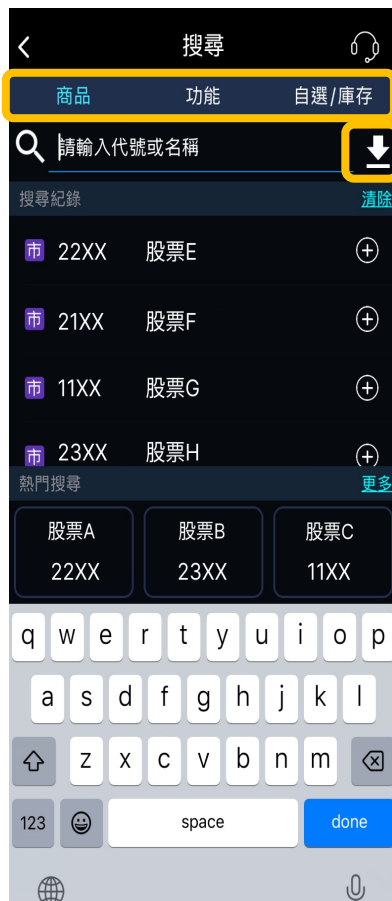 搜尋
商品 功能 自選/庫存
請輸入代號或名稱
搜尋紀錄 清除
市 22XX 股票E
市 21XX 股票F
市 11XX 股票G
市 23XX 股票H
熱門搜尋 更多
股票A 股票B 股票C
22XX 23XX 11XX
q w e r t y u i o p
a s d f g h j k l
z x c v b n m
123 space done